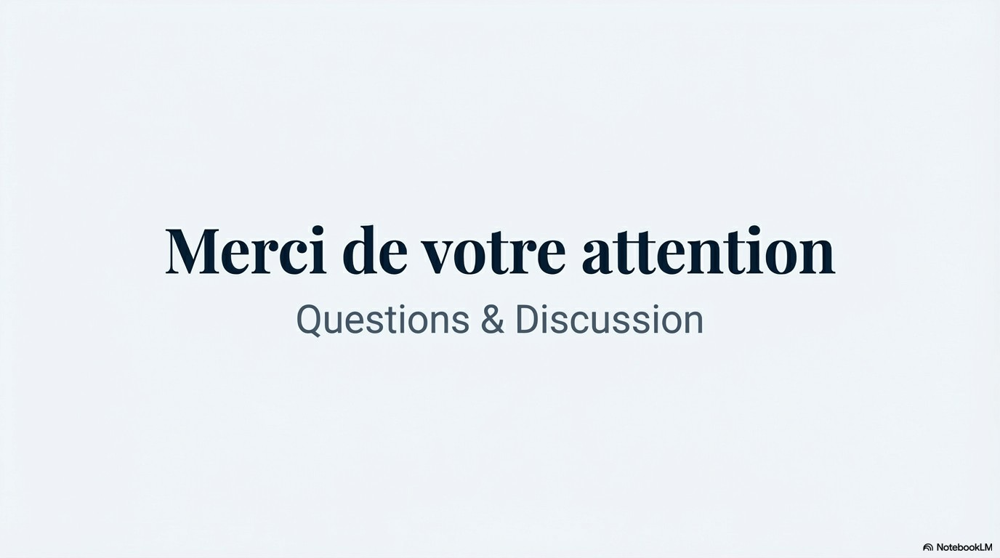 Merci de votre attention
Questions & Discussion
NotebookLM